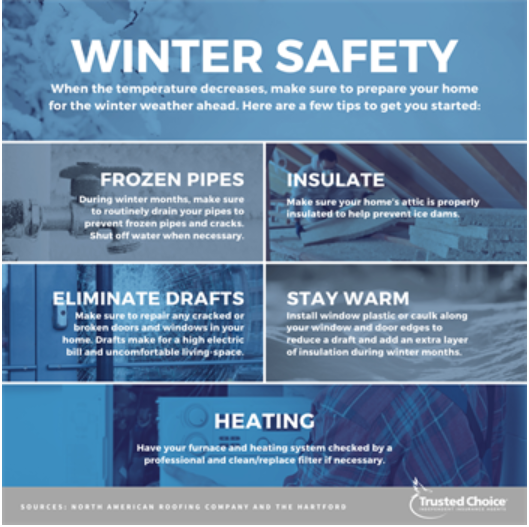 WINTER SAFETY
When the temperature decreases, make sure to prepare your home
for the winter weather ahead. Here are a few tips to get you started:
FROZEN PIPES
During winter months, make sure
to routinely drain your pipes to
prevent frozen pipes and cracks.
Shut off water when necessary.
INSULATE
Make sure your home's attic is properly
insulated to help prevent ice dams.
ELIMINATE DRAFTS
Make sure to repair any cracked or
broken doors and windows in your
home. Drafts make for a high electric
bill and uncomfortable living-space.
STAY WARM
Install window plastic or caulk along
your window and door edges to
reduce a draft and add an extra layer
of insulation during winter months.
HEATING
Have your furnace and heating system checked by a
professional and clean/replace filter if necessary.
SOURCES: NORTH AMERICAN ROOFING COMPANY AND THE HARTFORD
Trusted Choice
INDEPENDENT INSURANCE AGENTS